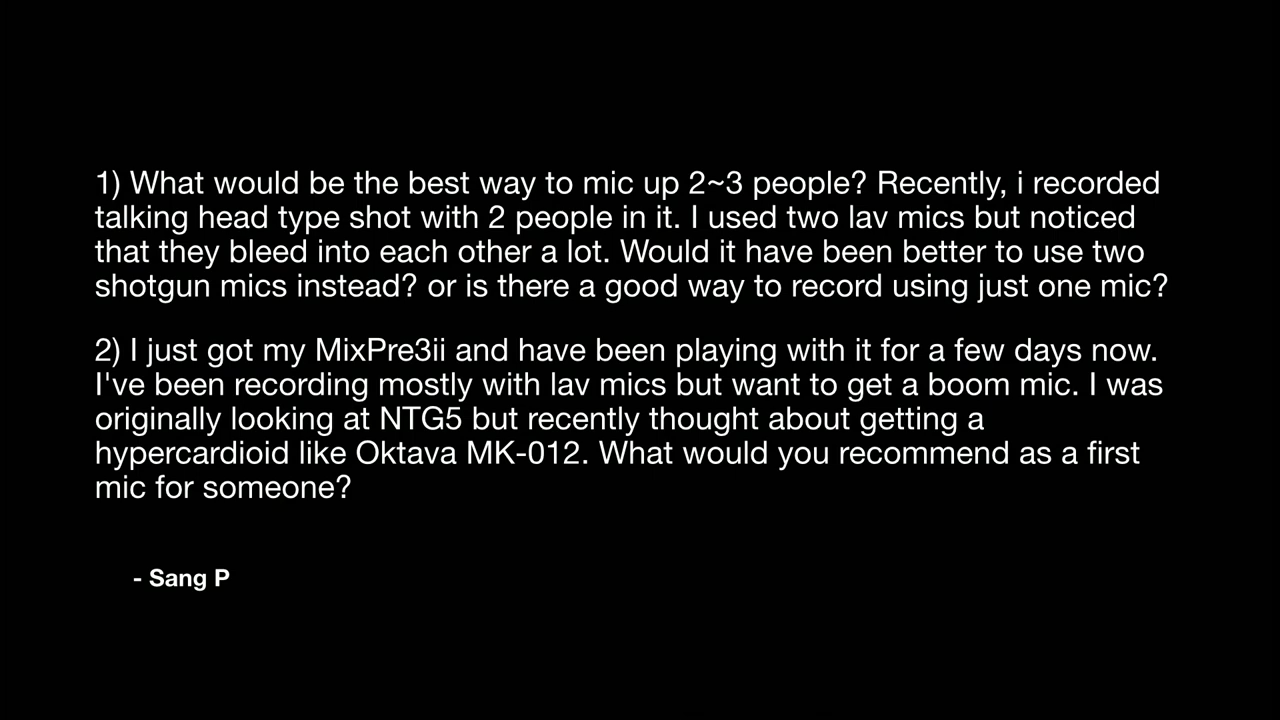 1) What would be the best way to mic up 2~3 people? Recently, i recorded
talking head type shot with 2 people in it. I used two lav mics but noticed
that they bleed into each other a lot. Would it have been better to use two
shotgun mics instead? or is there a good way to record using just one mic?
2) I just got my MixPre3ii and have been playing with it for a few days now.
I've been recording mostly with lav mics but want to get a boom mic. I was
originally looking at NTG5 but recently thought about getting a
hypercardioid like Oktava MK-012. What would you recommend as a first
mic for someone?
- Sang P